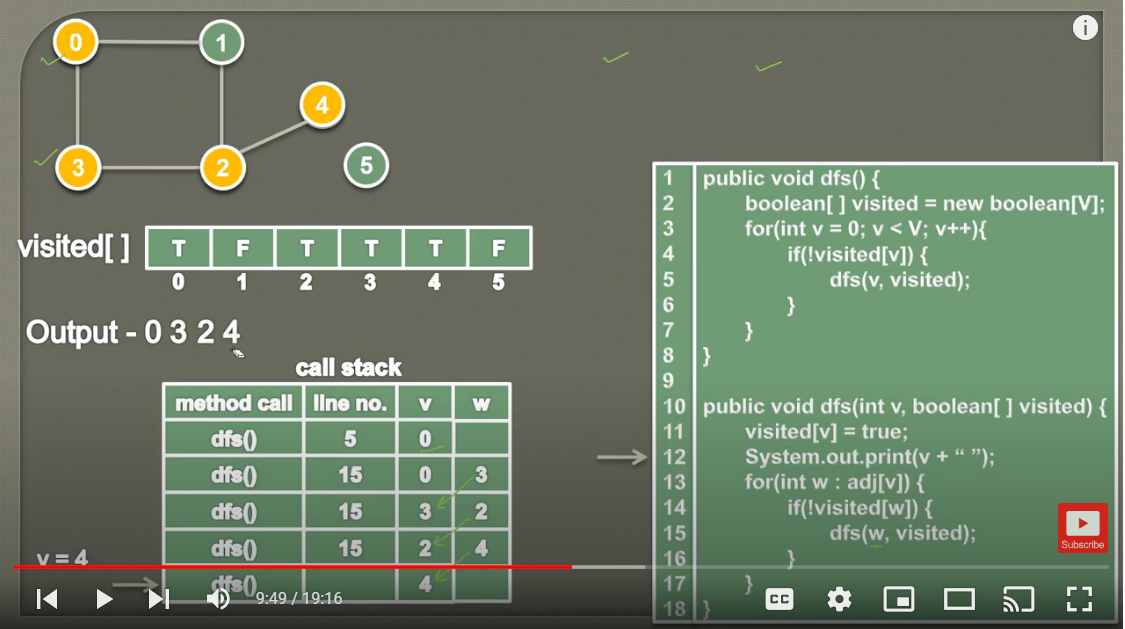 0 1
4
3 2 5
visited[ ] T F T T T F
0 1 2 3 4 5
Output - 0 3 2 4
call stack
method call line no. v w
dfs() 5 0
dfs() 15 0 3
dfs() 15 3 2
dfs() 15 2 4
v = 4
dfs() 4
1 public void dfs() {
2 boolean[ ] visited = new boolean[V];
3 for(int v = 0; v < V; v++){
4 if(!visited[v]) {
5 dfs(v, visited);
6 }
7 }
8 }
9
10 public void dfs(int v, boolean[ ] visited) {
11 visited[v] = true;
12 System.out.print(v + “ ”);
13 for(int w : adj[v]) {
14 if(!visited[w]) {
15 dfs(w, visited);
16 }
17 }
18 }
Subscribe
9:49 / 19:16
CC
i